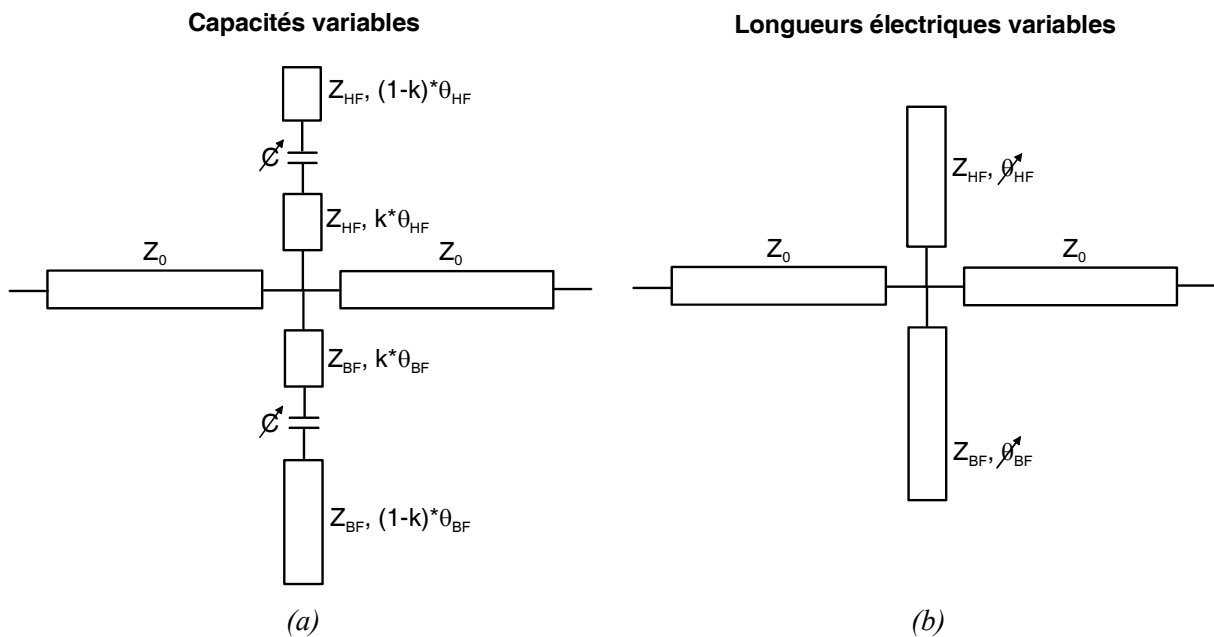 Capacités variables
Z_HF, (1-k)*θ_HF
C
Z_HF, k*θ_HF
Z_0
Z_0
Z_BF, k*θ_BF
C
Z_BF, (1-k)*θ_BF
(a)
Longueurs électriques variables
Z_HF, θ_HF
Z_0
Z_0
Z_BF, θ_BF
(b)